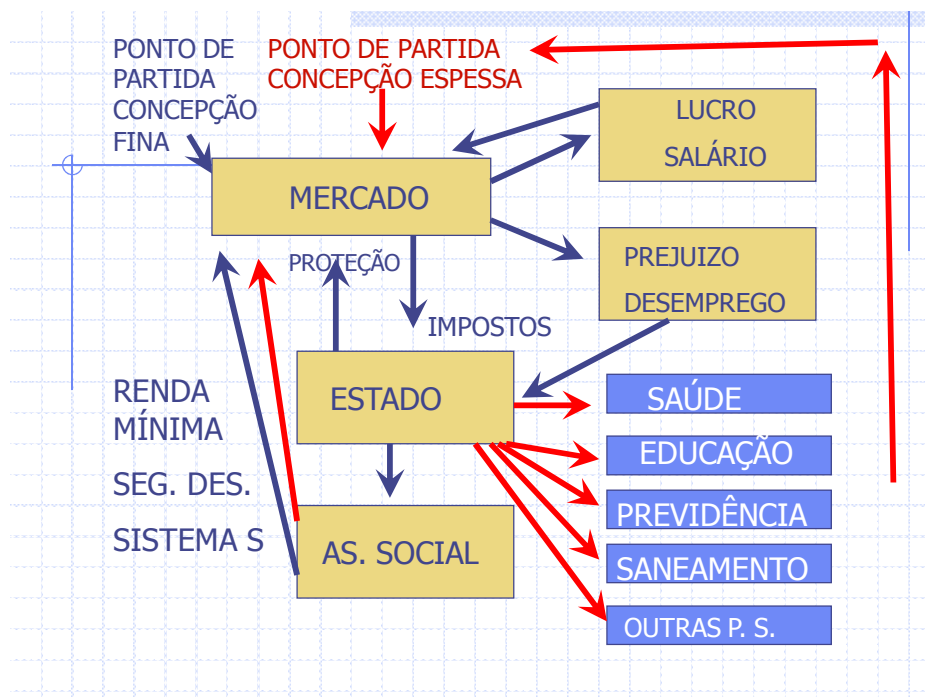 PONTO DE
PARTIDA
CONCEPÇÃO
FINA
PONTO DE PARTIDA
CONCEPÇÃO ESPESSA
LUCRO
SALÁRIO
MERCADO
PREJUIZO
DESEMPREGO
PROTEÇÃO
IMPOSTOS
ESTADO
RENDA
MÍNIMA
SEG. DES.
SISTEMA S
AS. SOCIAL
SAÚDE
EDUCAÇÃO
PREVIDÊNCIA
SANEAMENTO
OUTRAS P. S.